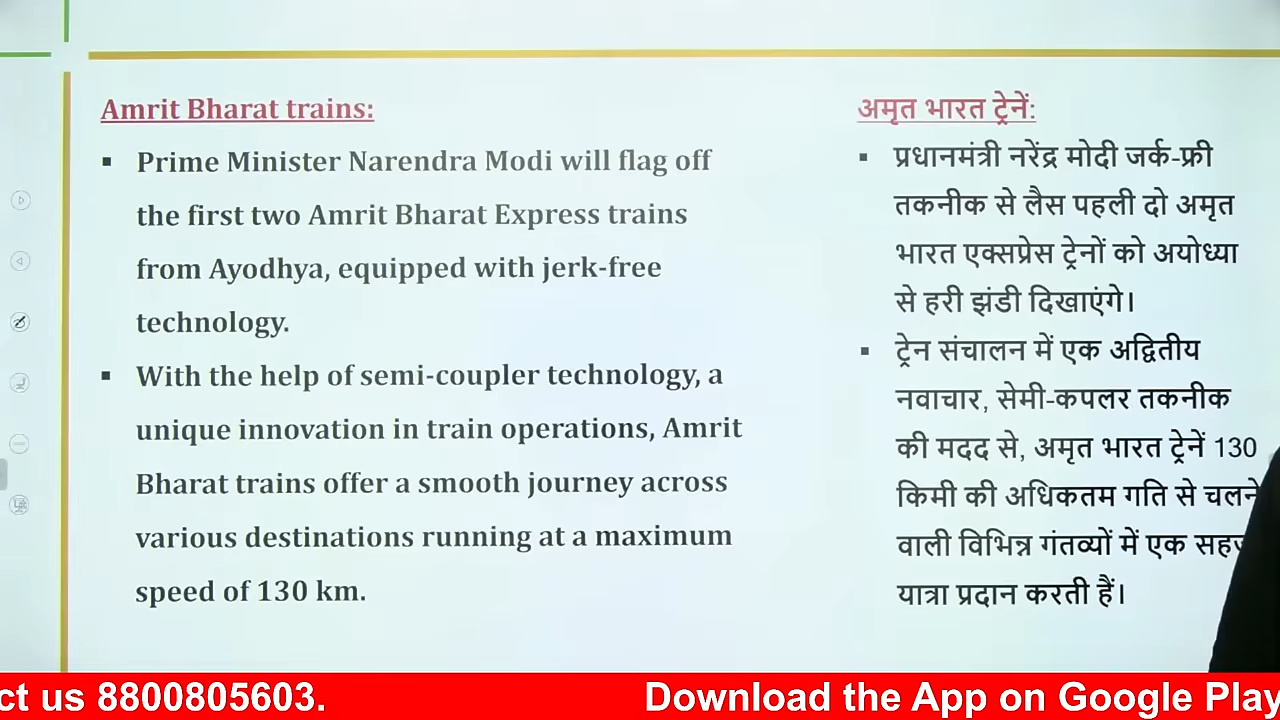 Amrit Bharat trains:
▪ Prime Minister Narendra Modi will flag off
the first two Amrit Bharat Express trains
from Ayodhya, equipped with jerk-free
technology.
▪ With the help of semi-coupler technology, a
unique innovation in train operations, Amrit
Bharat trains offer a smooth journey across
various destinations running at a maximum
speed of 130 km.
अमृत भारत ट्रेनें:
▪ प्रधानमंत्री नरेंद्र मोदी जर्क-फ्री
तकनीक से लैस पहली दो अमृत
भारत एक्सप्रेस ट्रेनों को अयोध्या
से हरी झंडी दिखाएंगे।
▪ ट्रेन संचालन में एक अद्वितीय
नवाचार, सेमी-कपलर तकनीक
की मदद से, अमृत भारत ट्रेनें 130
किमी की अधिकतम गति से चलने
वाली विभिन्न गंतव्यों में एक
यात्रा प्रदान करती हैं।
ct us 8800805603. Download the App on Google Play